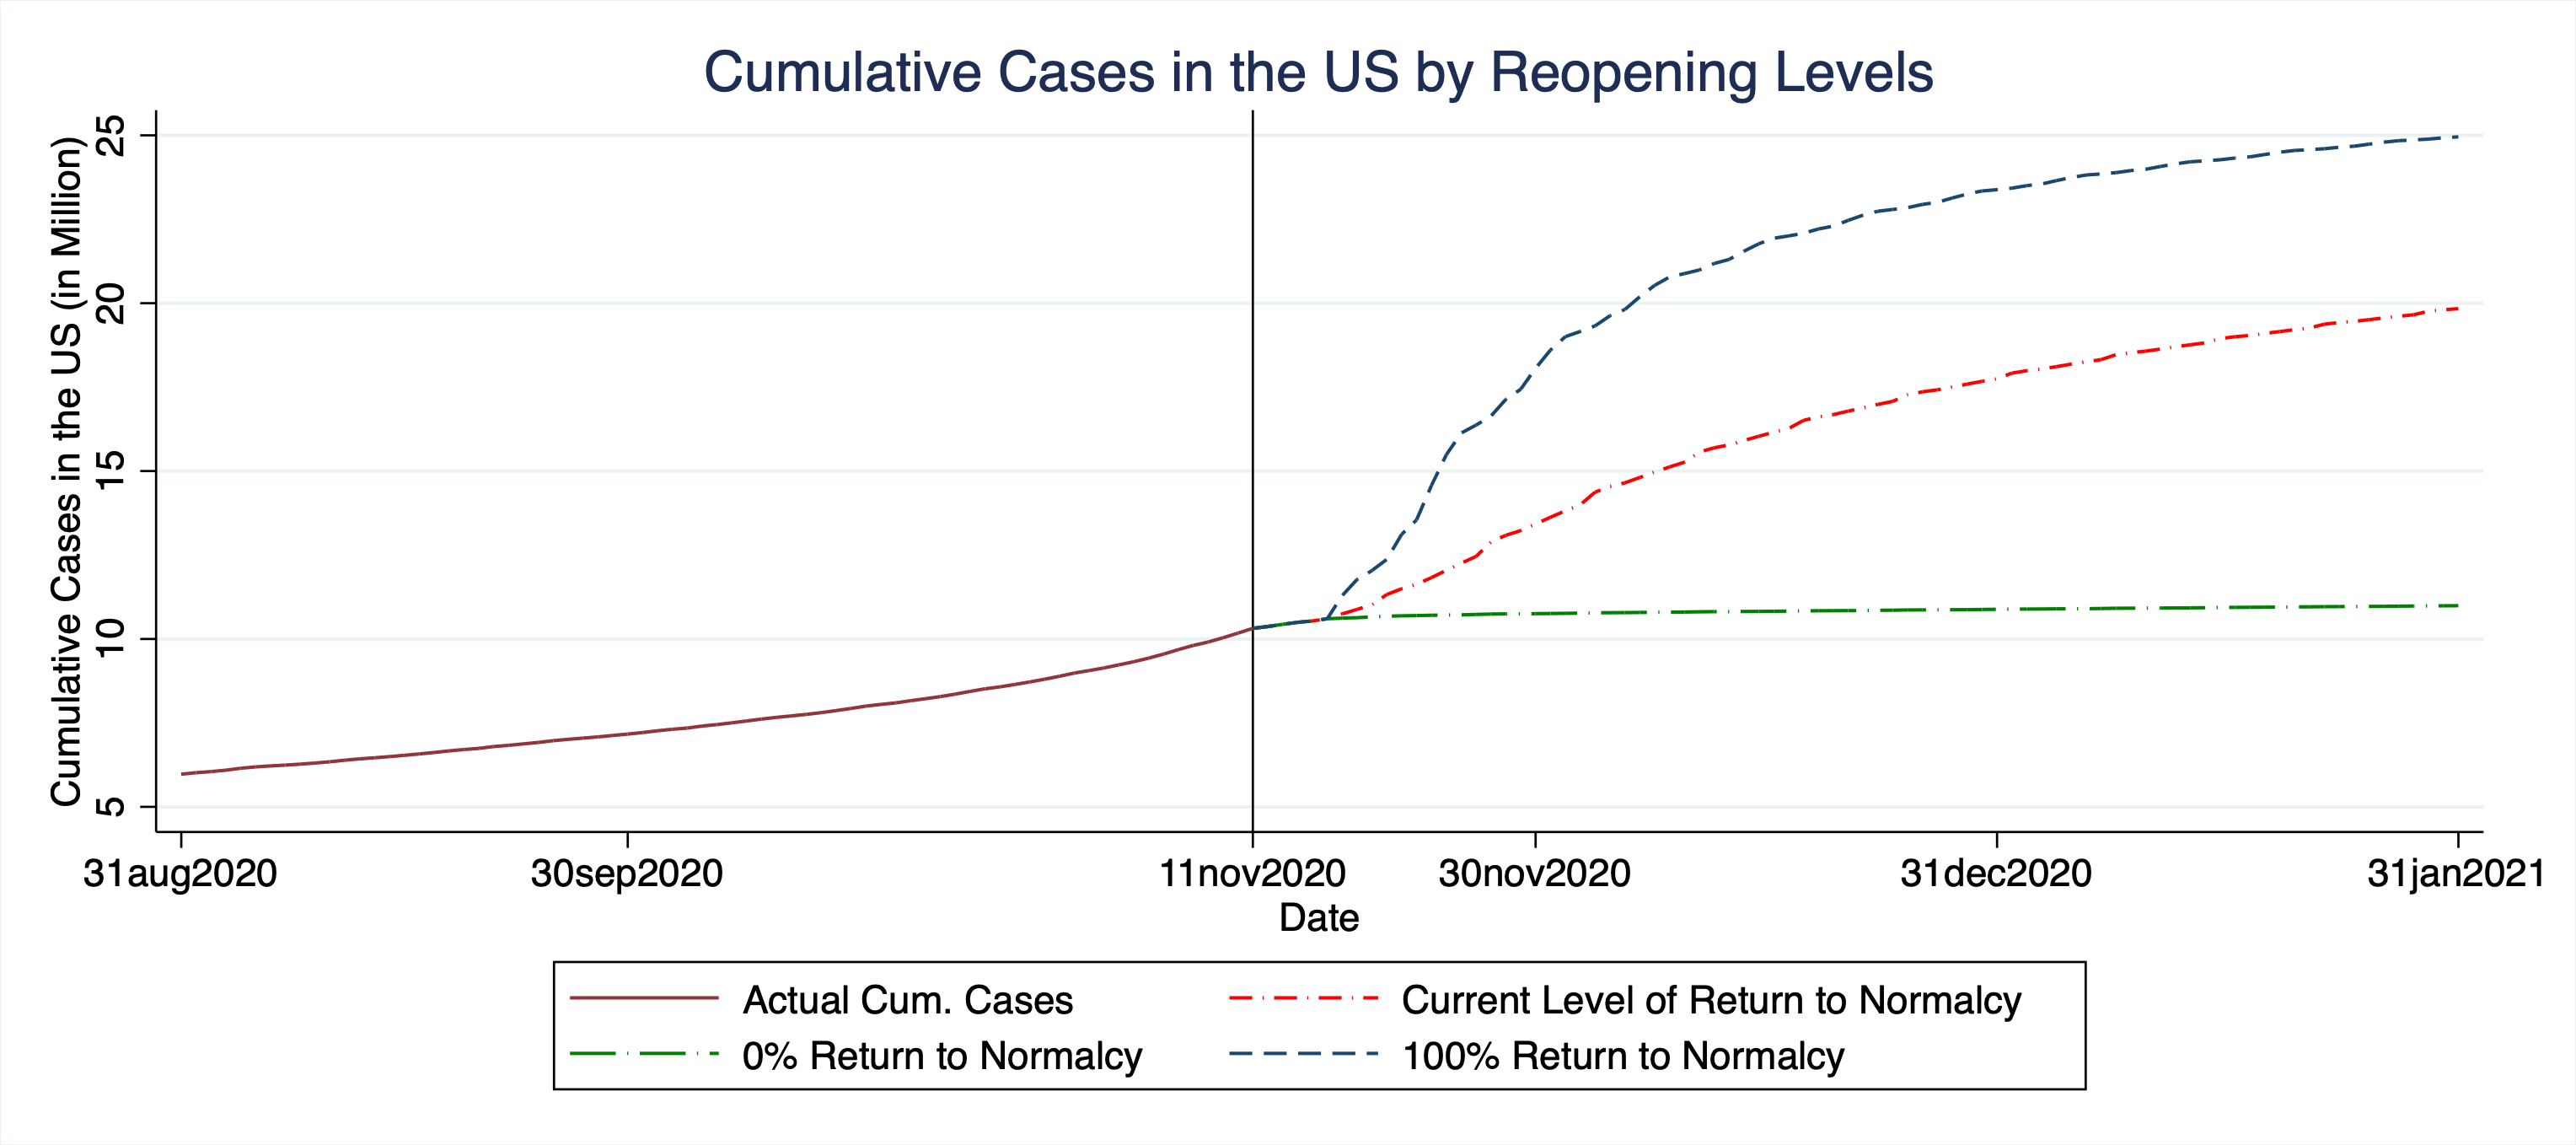 Cumulative Cases in the US by Reopening Levels
Cumulative Cases in the US (in Million)
25
20
15
10
5
31aug2020 30sep2020 11nov2020 30nov2020 31dec2020 31jan2021
Date
Actual Cum. Cases Current Level of Return to Normalcy
0% Return to Normalcy 100% Return to Normalcy